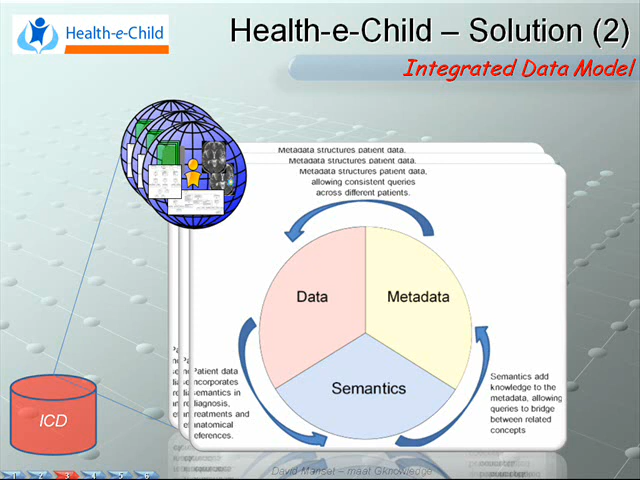 Health-e-Child
Health-e-Child – Solution (2)
Integrated Data Model
Metadata structures patient data,
Metadata structures patient data,
Metadata structures patient data,
allowing consistent queries
across different patients.
Data
Metadata
Semantics
Patient data
incorporates
semantics in
diagnosis,
treatments and
anatomical
references.
Semantics add
knowledge to the
metadata, allowing
queries to bridge
between related
concepts
ICD
1 2 3 4 5 6
David Manset – maat Gknowledge